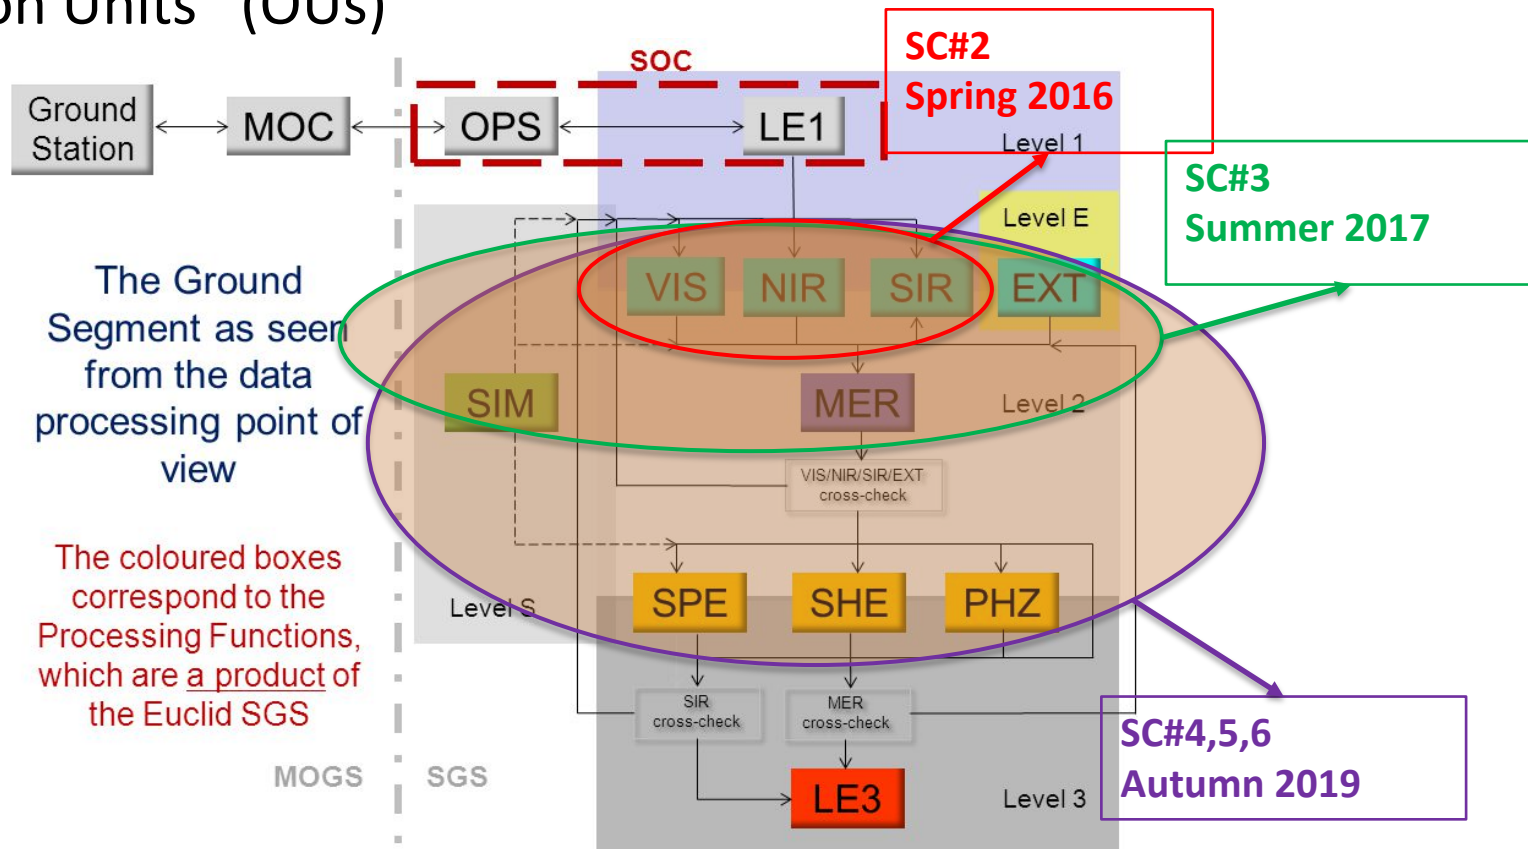 on Units (OUs)
SOC
SC#2
Spring 2016
Ground
Station
MOC
OPS
LE1
Level 1
SC#3
Summer 2017
Level E
VIS
NIR
SIR
EXT
The Ground
Segment as seen
from the data
processing point of
view
SIM
MER
Level 2
VIS/NIR/SIR/EXT
cross-check
The coloured boxes
correspond to the
Processing Functions,
which are a product of
the Euclid SGS
Level S
SPE
SHE
PHZ
SIR
cross-check
MER
cross-check
SC#4,5,6
Autumn 2019
MOGS
SGS
LE3
Level 3